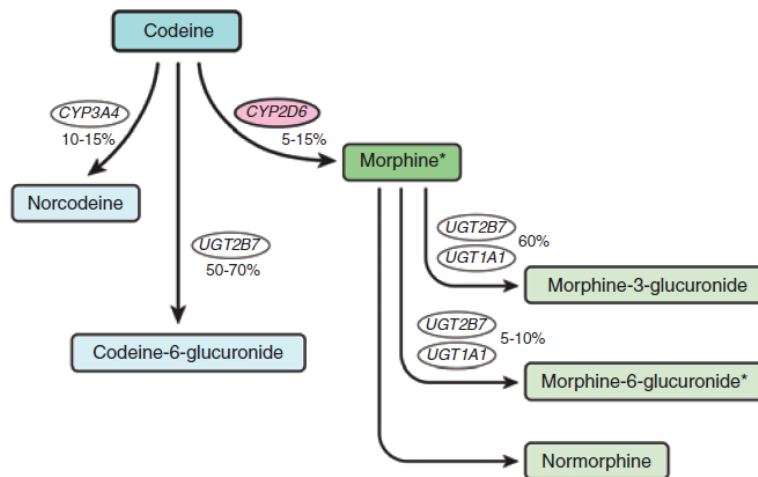 Codeine
CYP3A4
10-15%
CYP2D6
5-15%
Morphine*
Norcodeine
UGT2B7
50-70%
UGT2B7
UGT1A1
60%
Morphine-3-glucuronide
Codeine-6-glucuronide
UGT2B7
UGT1A1
5-10%
Morphine-6-glucuronide*
Normorphine